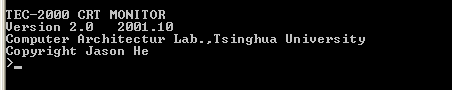 TEC-2000 CRT MONITOR
Version 2.0   2001.10
Computer Architectur Lab.,Tsinghua University
Copyright Jason He
>_